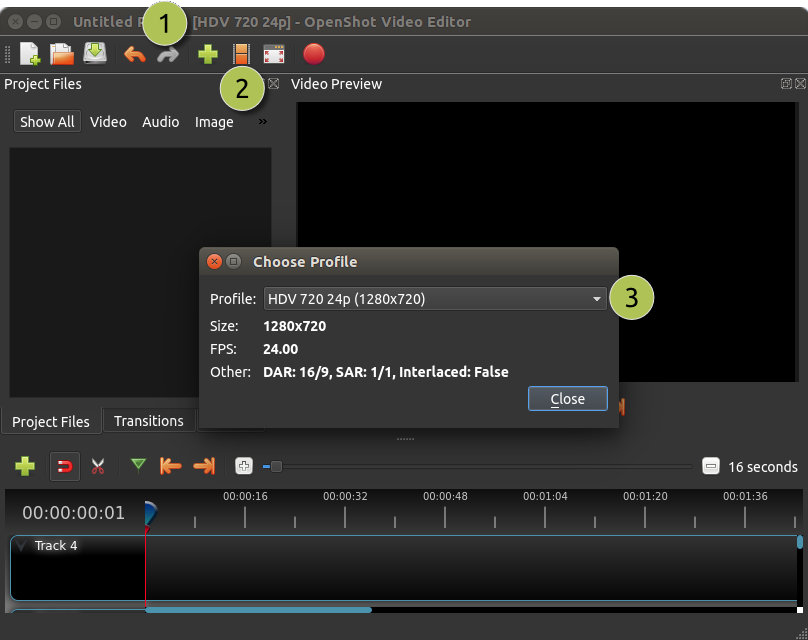 Untitled P [HDV 720 24p] - OpenShot Video Editor
1
2
Project Files
Video Preview
Show All Video Audio Image »
Choose Profile
Profile: HDV 720 24p (1280x720)
3
Size: 1280x720
FPS: 24.00
Other: DAR: 16/9, SAR: 1/1, Interlaced: False
Close
Project Files Transitions
16 seconds
00:00:00:01
00:00:16 00:00:32 00:00:48 00:01:04 00:01:20 00:01:36
Track 4